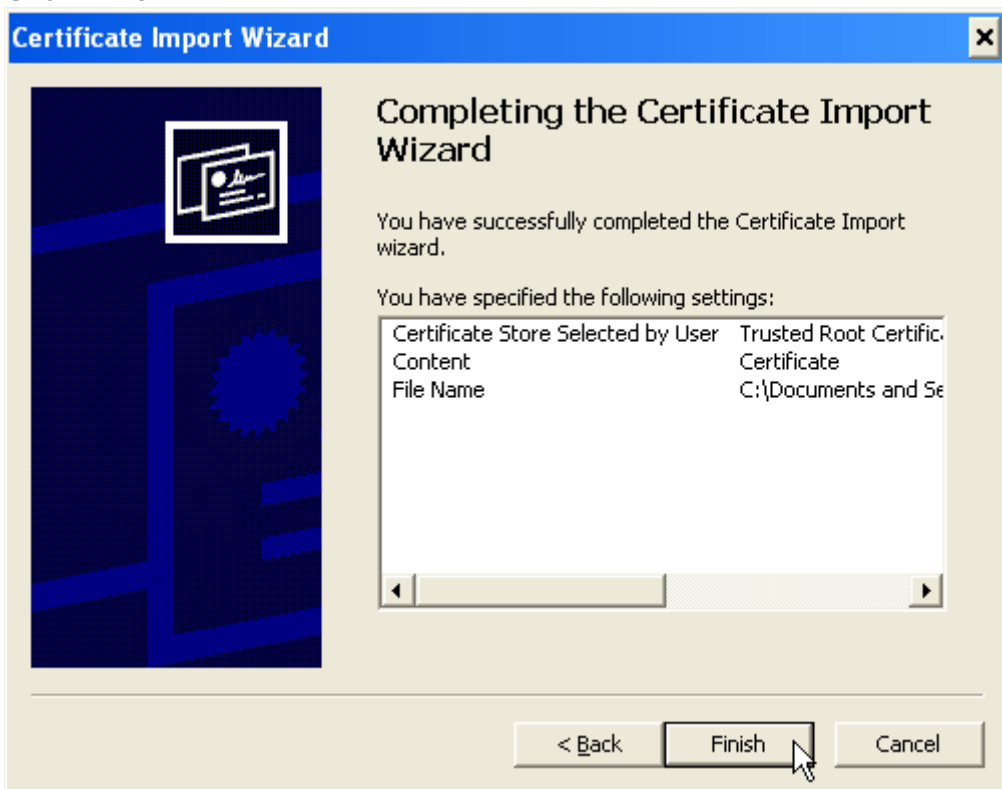 Certificate Import Wizard
Completing the Certificate Import
Wizard
You have successfully completed the Certificate Import
wizard.
You have specified the following settings:
Certificate Store Selected by User Trusted Root Certific
Content Certificate
File Name C:\Documents and Se
< Back Finish Cancel